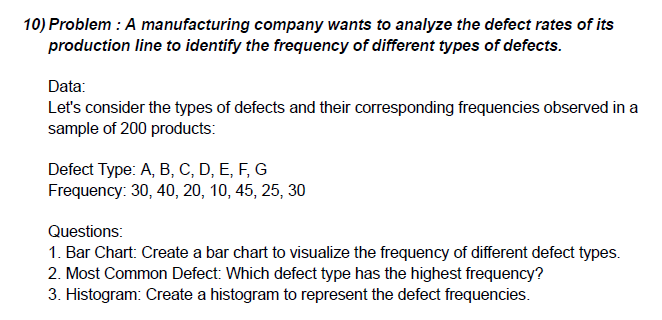 10) Problem : A manufacturing company wants to analyze the defect rates of its
production line to identify the frequency of different types of defects.
Data:
Let's consider the types of defects and their corresponding frequencies observed in a
sample of 200 products:
Defect Type: A, B, C, D, E, F, G
Frequency: 30, 40, 20, 10, 45, 25, 30
Questions:
1. Bar Chart: Create a bar chart to visualize the frequency of different defect types.
2. Most Common Defect: Which defect type has the highest frequency?
3. Histogram: Create a histogram to represent the defect frequencies.